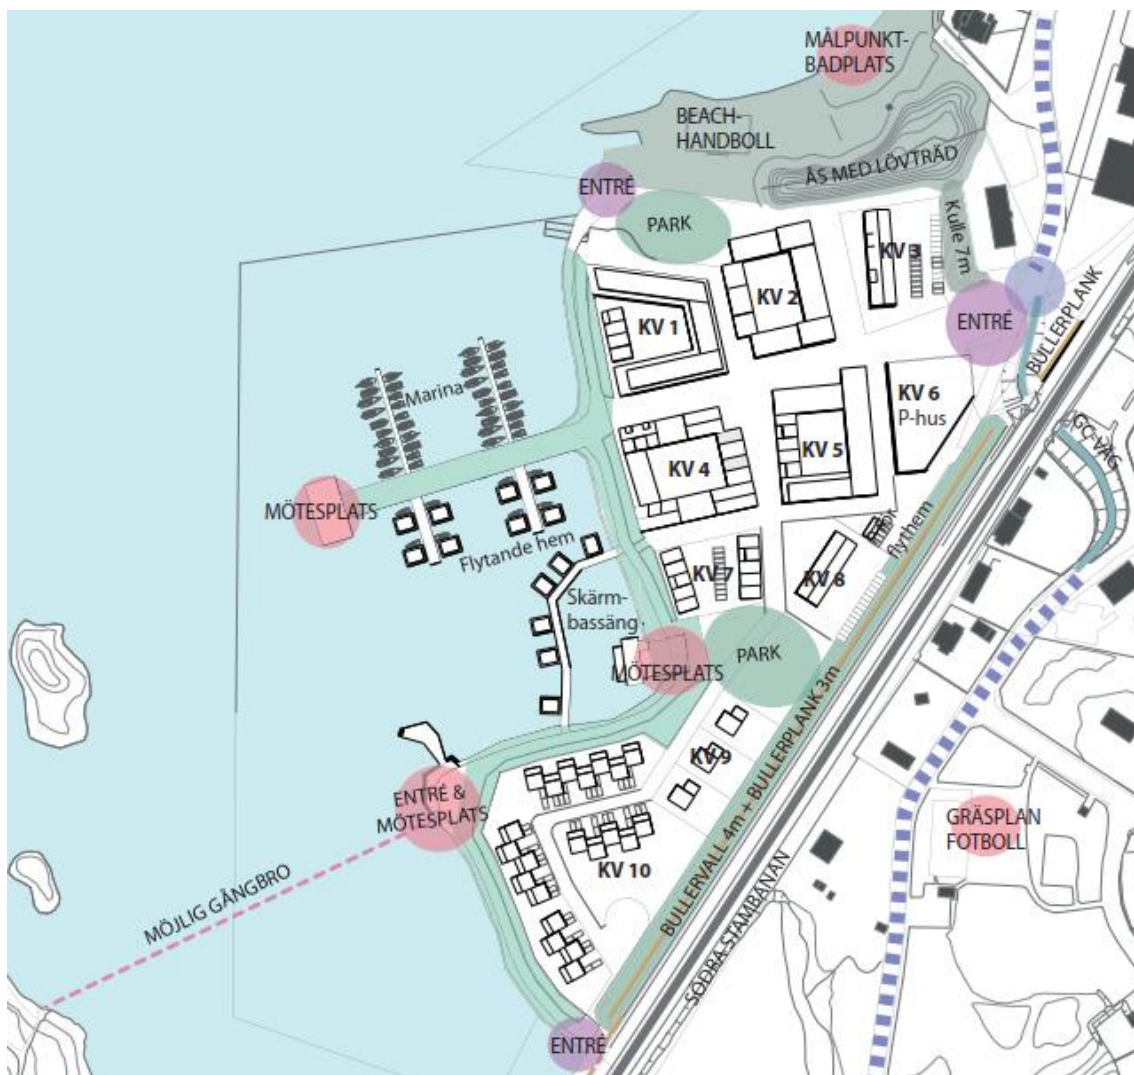 MÅLPUNKT-
BADPLATS
BEACH-
HANDBOLL
ÅS MED LÖVTRÄD
ENTRÉ
PARK
Kulle 7m
KV 3
KV 2
KV 1
ENTRÉ
BULLERPLANK
Marina
KV 6
P-hus
GC-VÄG
KV 4
KV 5
MÖTESPLATS
Flytande hem
flythem
KV 7
KV 8
Skärm-
bassäng
MÖTESPLATS
PARK
BULLERVALL 4m + BULLERPLANK 3m
KV 9
ENTRÉ &
MÖTESPLATS
GRÄSPLAN
FOTBOLL
KV 10
SÖDRA STAMBANAN
MÖJLIG GÅNGBRO
ENTRÉ